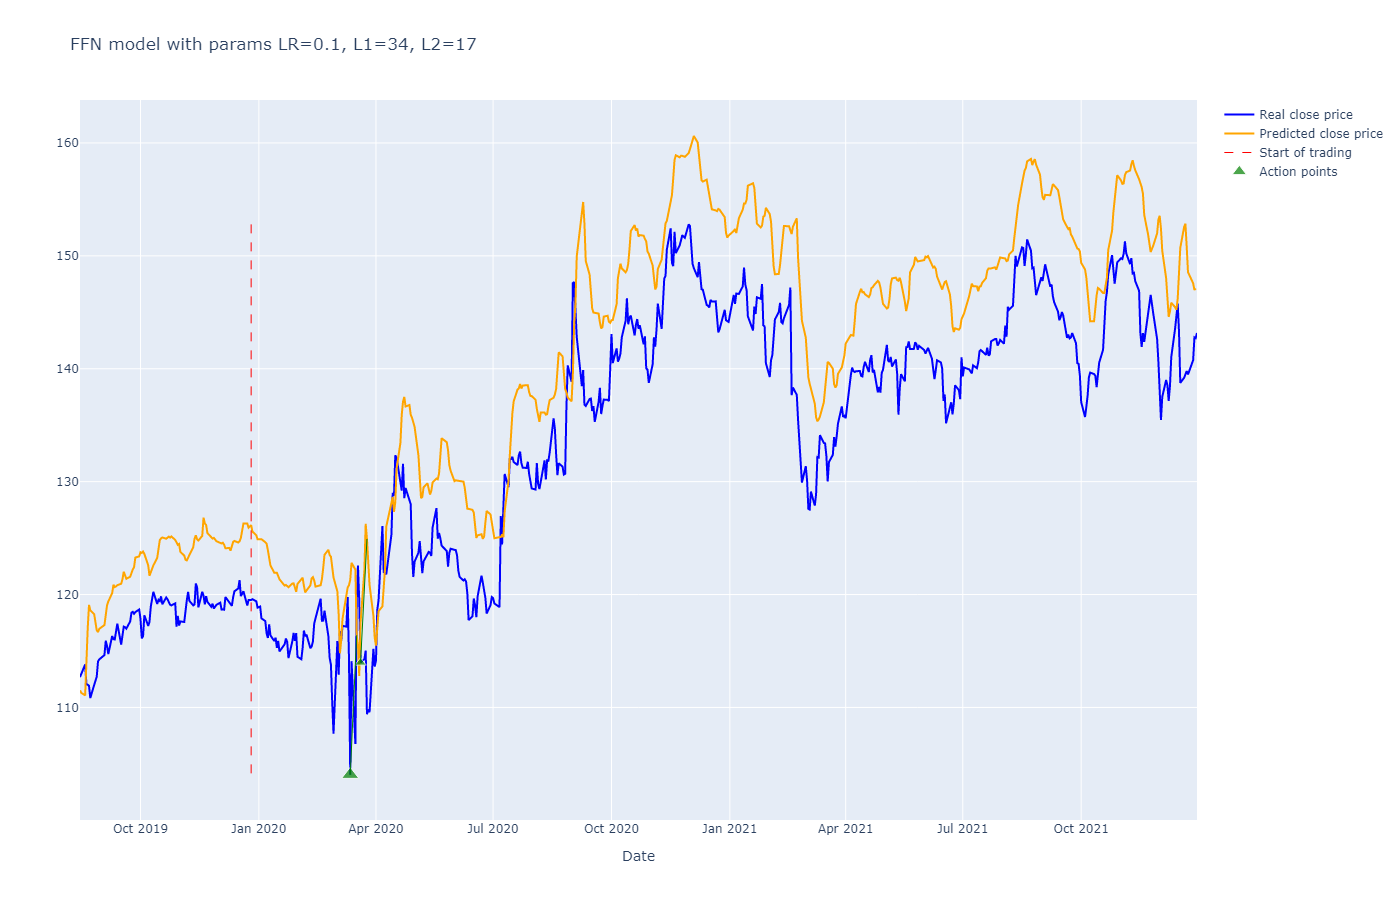 FFN model with params LR=0.1, L1=34, L2=17
Real close price
Predicted close price
Start of trading
Action points
160
150
140
130
120
110
Oct 2019
Jan 2020
Apr 2020
Jul 2020
Oct 2020
Jan 2021
Apr 2021
Jul 2021
Oct 2021
Date